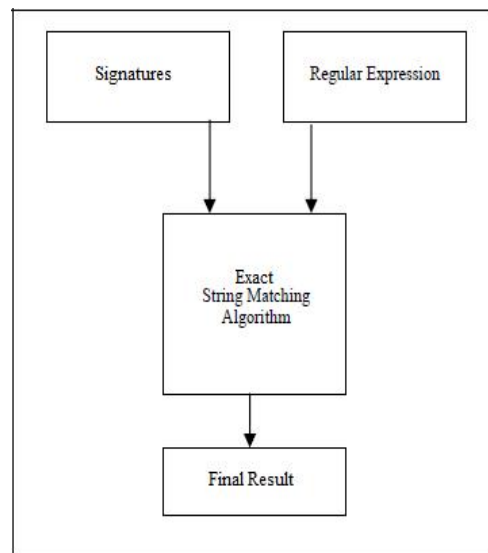 Signatures
Regular Expression
Exact
String Matching
Algorithm
Final Result